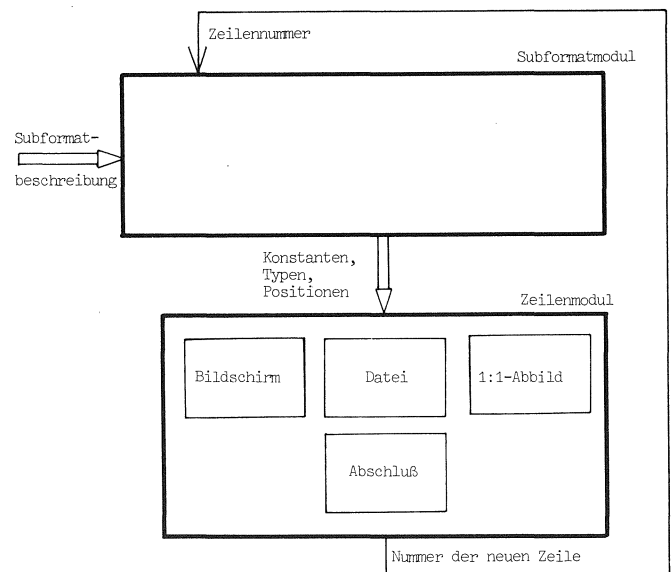 Zeilennummer
Subformatmodul
Subformat-
beschreibung
Konstanten,
Typen,
Positionen
Zeilenmodul
Bildschirm
Datei
1:1-Abbild
Abschluß
Nummer der neuen Zeile